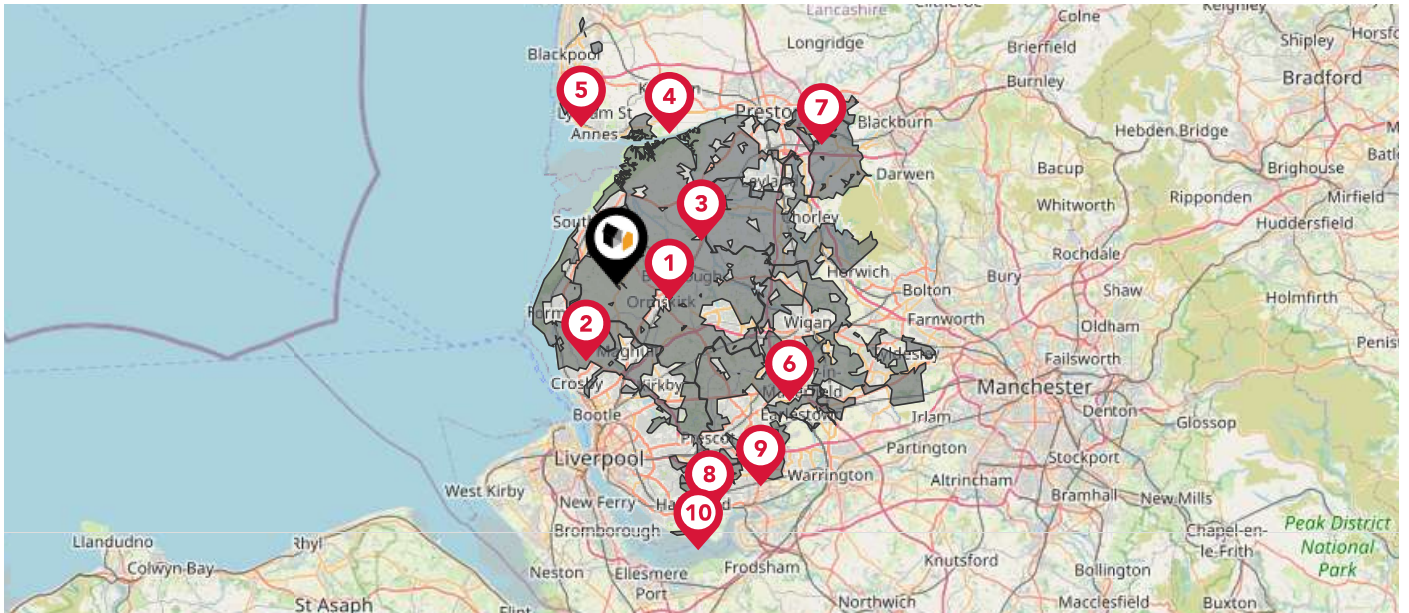 Lancashire
Colne
Keighley
Longridge
Brierfield
Shipley
Blackpool
Burnley
Bradford
5
4
Preston
7
Blackburn
Annes
Hebden Bridge
Bacup
Brighouse
Darwen
Mirfield
Ripponden
3
Whitworth
Huddersfield
Rochdale
1
Horwich
Bury
Ormskirk
Bolton
Shaw
Holmfirth
2
Wigan
Farnworth
Oldham
Failsworth
6
Manchester
Crosby
Kirkby
Denton
Bootle
Earlestown
Irlam
Glossop
Prescot
9
Partington
Liverpool
Stockport
8
Warrington
Altrincham
West Kirby
Bramhall
New Mills
New Ferry
10
Bromborough
Peak District
National
Park
Llandudno
Rhyl
Chapel-en-
le-Frith
Colwyn Bay
Neston
Ellesmere
Port
Frodsham
Knutsford
Bollington
St Asaph
Northwich
Macclesfield
Buxton